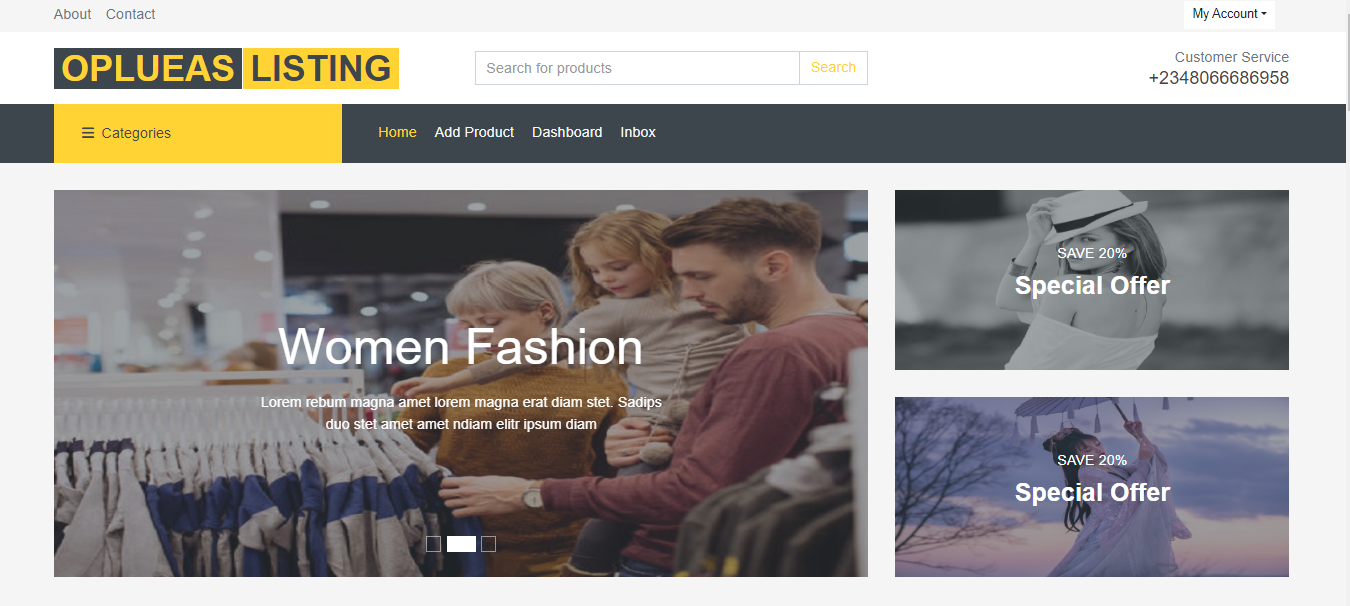 About Contact My Account
OPLUEAS LISTING Search for products Search Customer Service
+2348066686958
Categories Home Add Product Dashboard Inbox
Women Fashion
Lorem rebum magna amet lorem magna erat diam stet. Sadips
duo stet amet amet ndiam elitr ipsum diam
SAVE 20%
Special Offer
SAVE 20%
Special Offer